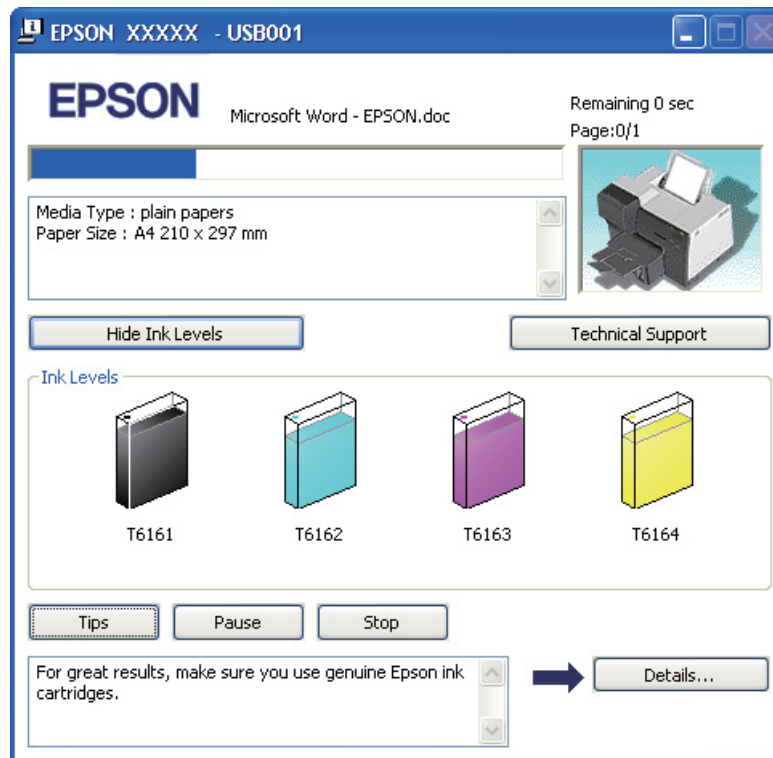 EPSON XXXXX - USB001
EPSON
Microsoft Word - EPSON.doc
Remaining 0 sec
Page:0/1
Media Type : plain papers
Paper Size : A4 210 x 297 mm
Hide Ink Levels
Technical Support
Ink Levels
T6161
T6162
T6163
T6164
Tips
Pause
Stop
For great results, make sure you use genuine Epson ink
cartridges.
Details...